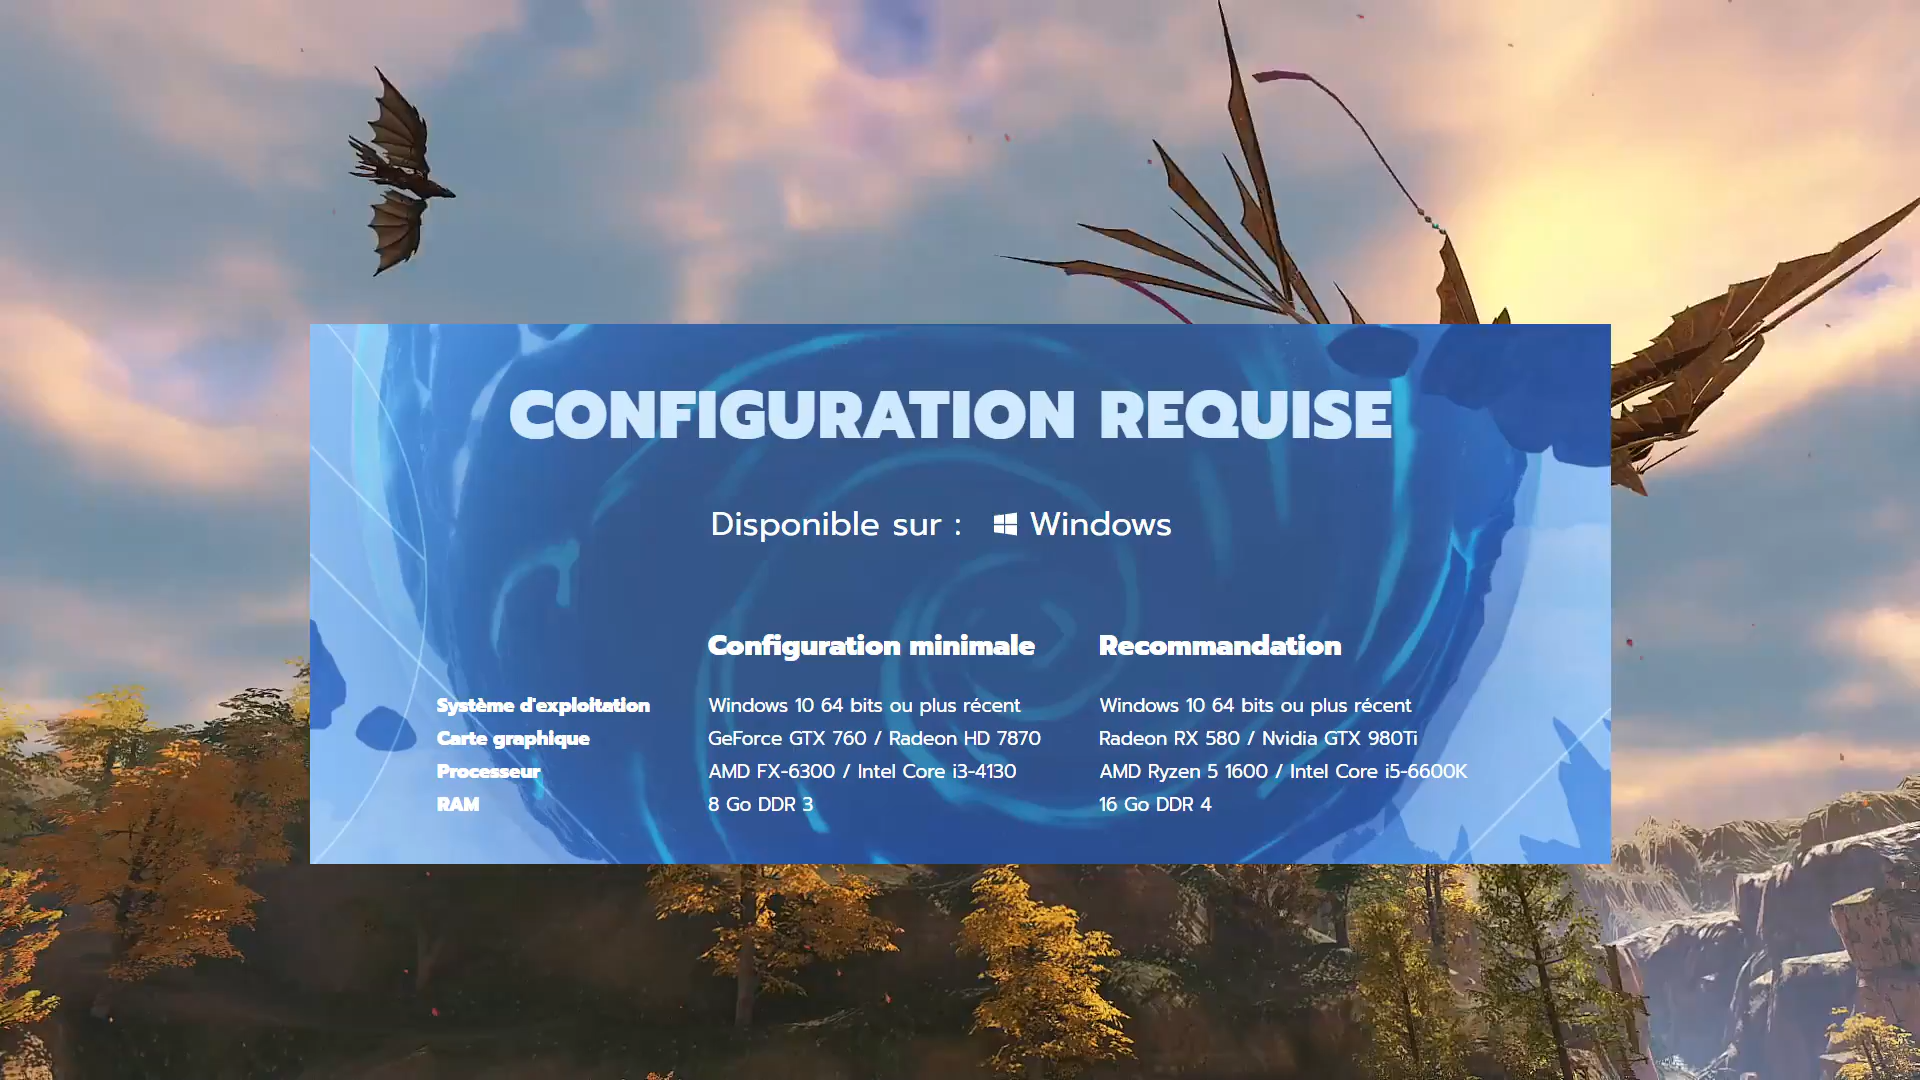 CONFIGURATION REQUISE
Disponible sur : Windows
Configuration minimale Recommandation
Système d'exploitation Windows 10 64 bits ou plus récent Windows 10 64 bits ou plus récent
Carte graphique GeForce GTX 760 / Radeon HD 7870 Radeon RX 580 / Nvidia GTX 980Ti
Processeur AMD FX-6300 / Intel Core i3-4130 AMD Ryzen 5 1600 / Intel Core i5-6600K
RAM 8 Go DDR 3 16 Go DDR 4